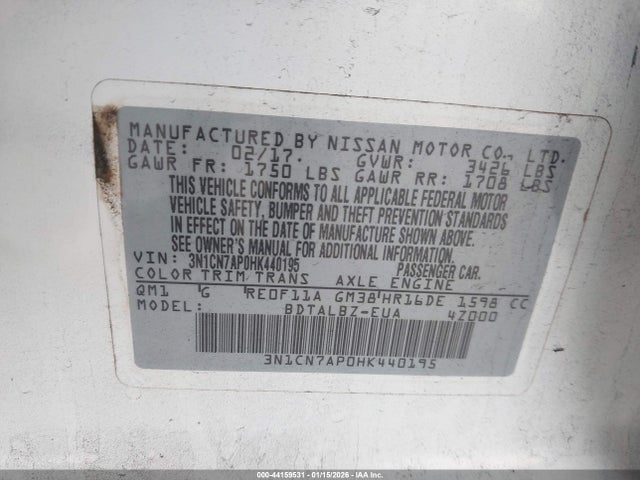 MANUFACTURED BY NISSAN MOTOR CO., LTD.
DATE: 02/17. GVWR: 3426 LBS
GAWR FR: 1750 LBS GAWR RR: 1708 LBS
THIS VEHICLE CONFORMS TO ALL APPLICABLE FEDERAL MOTOR
VEHICLE SAFETY, BUMPER AND THEFT PREVENTION STANDARDS
IN EFFECT ON THE DATE OF MANUFACTURE SHOWN ABOVE.
SEE OWNER'S MANUAL FOR ADDITIONAL INFORMATION
VIN: 3N1CN7AP0HK440195 PASSENGER CAR.
COLOR TRIM TRANS AXLE ENGINE
QM1 G RE0F11A GM38 HR16DE 1598 CC
MODEL: BDTALBZ-EUA 4Z000
3N1CN7AP0HK440195
000-44159531 - 01/15/2026 - IAA Inc.